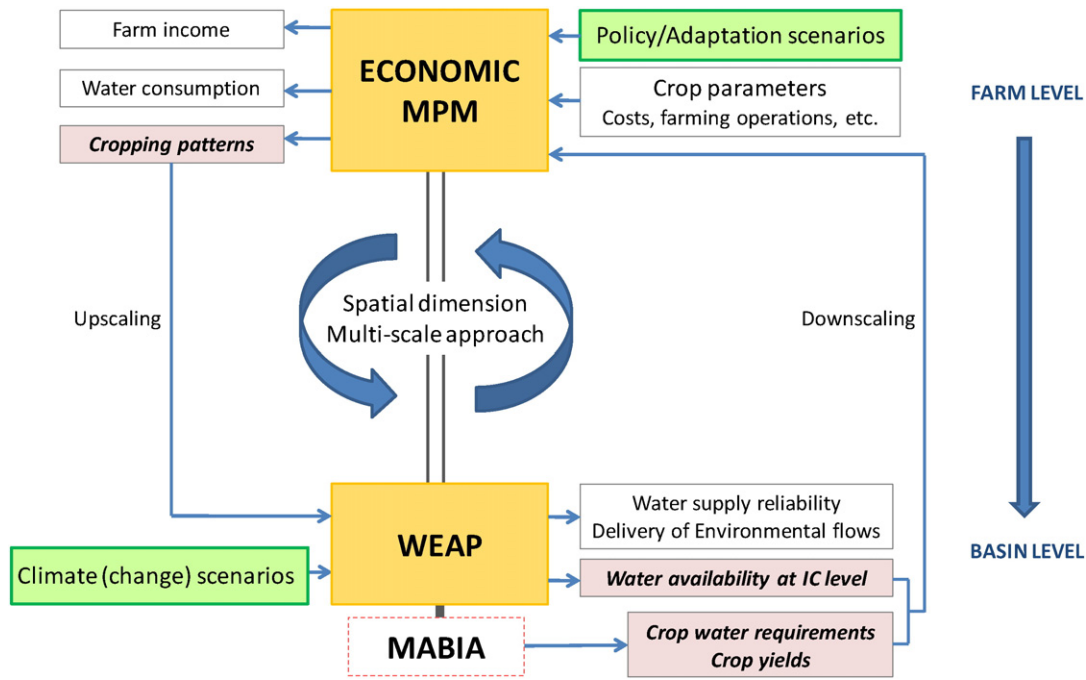 Farm income
Water consumption
Cropping patterns
ECONOMIC
MPM
Policy/Adaptation scenarios
Crop parameters
Costs, farming operations, etc.
FARM LEVEL
Upscaling
Spatial dimension
Multi-scale approach
Downscaling
WEAP
Water supply reliability
Delivery of Environmental flows
BASIN LEVEL
Climate (change) scenarios
Water availability at IC level
MABIA
Crop water requirements
Crop yields